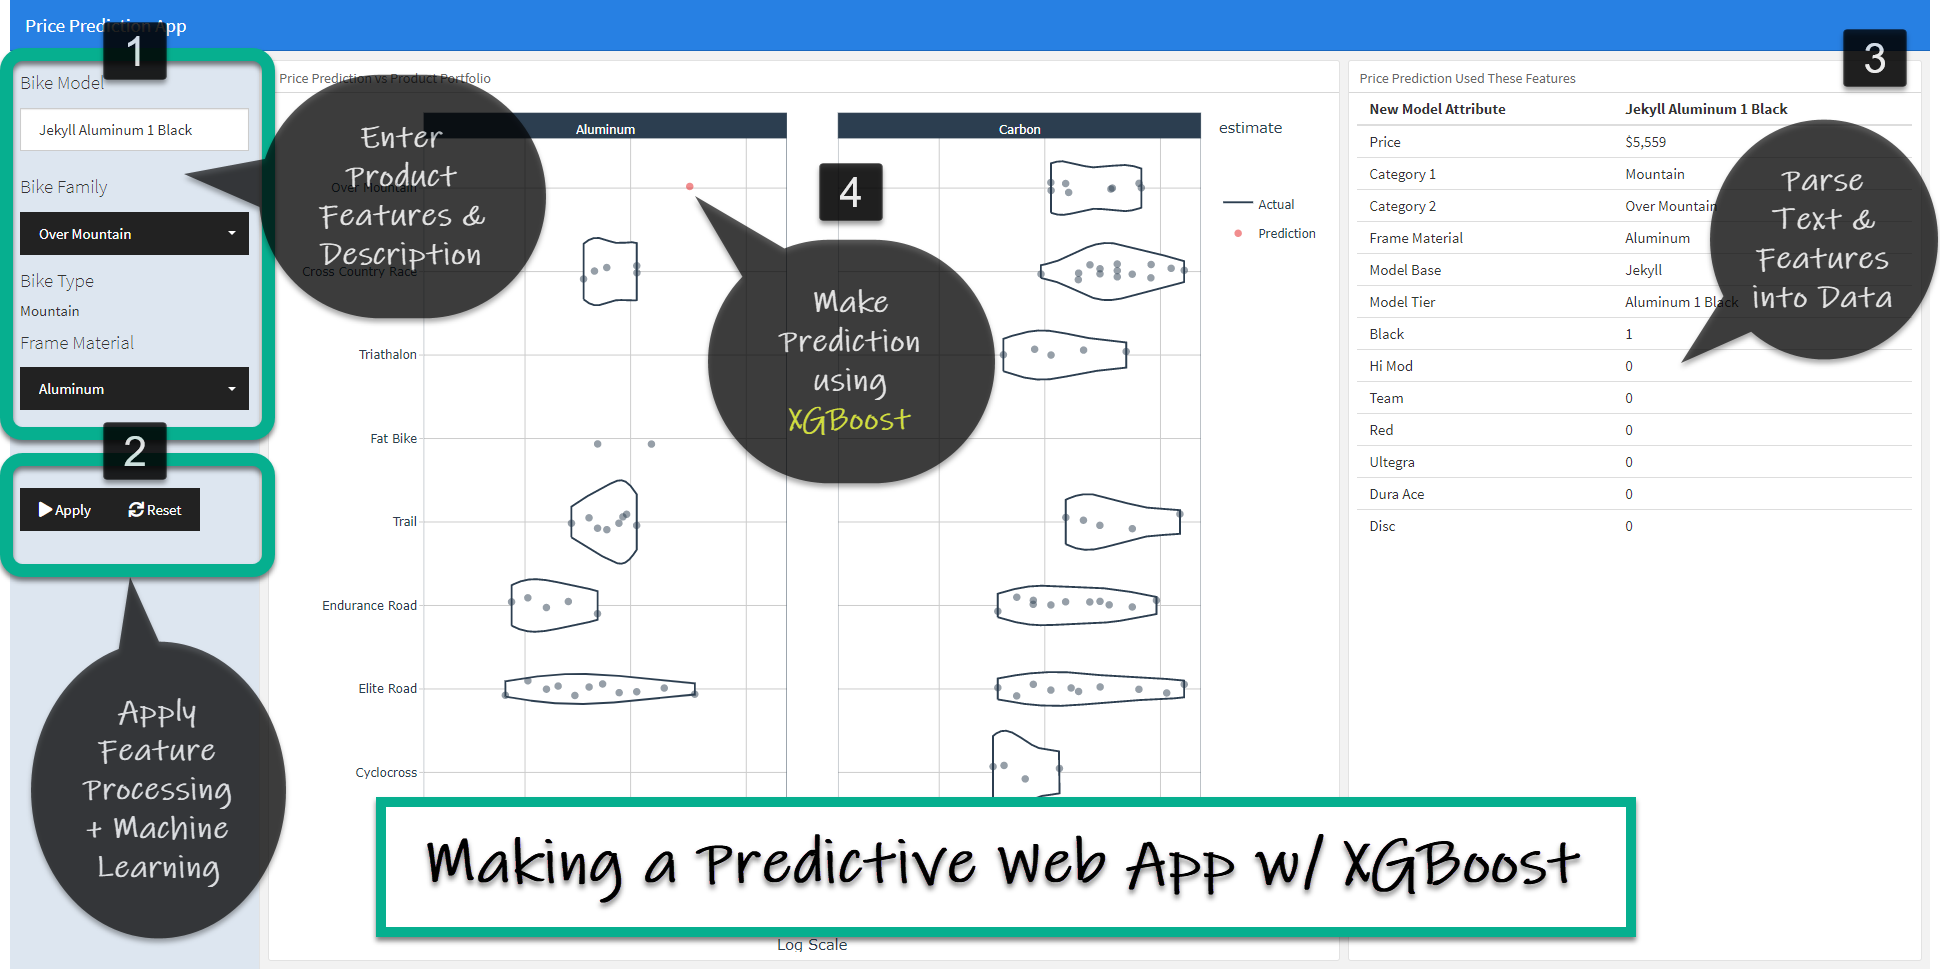 Price Prediction App
1
Bike Model
Jekyll Aluminum 1 Black
Bike Family
Over Mountain
Bike Type
Mountain
Frame Material
Aluminum
2
Apply
Reset
Apply
Feature
Processing
+ Machine
Learning
Price Prediction vs Product Portfolio
Enter
Product
Features &
Description
Aluminum
Carbon
Over Mountain
Cross Country Race
Triathalon
Fat Bike
Trail
Endurance Road
Elite Road
Cyclocross
4
Make
Prediction
using
XGBoost
estimate
Actual
Prediction
Log Scale
3
Price Prediction Used These Features
New Model Attribute Jekyll Aluminum 1 Black
Price $5,559
Category 1 Mountain
Category 2 Over Mountain
Frame Material Aluminum
Model Base Jekyll
Model Tier Aluminum 1 Black
Black 1
Hi Mod 0
Team 0
Red 0
Ultegra 0
Dura Ace 0
Disc 0
Parse
Text &
Features
into Data
Making a Predictive Web App w/ XGBoost